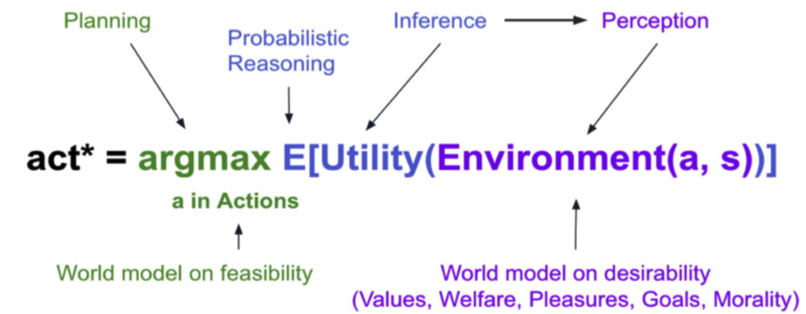 Planning
Probabilistic
Reasoning
Inference
Perception
act* = argmax E[Utility(Environment(a, s))]
a in Actions
World model on feasibility
World model on desirability
(Values, Welfare, Pleasures, Goals, Morality)